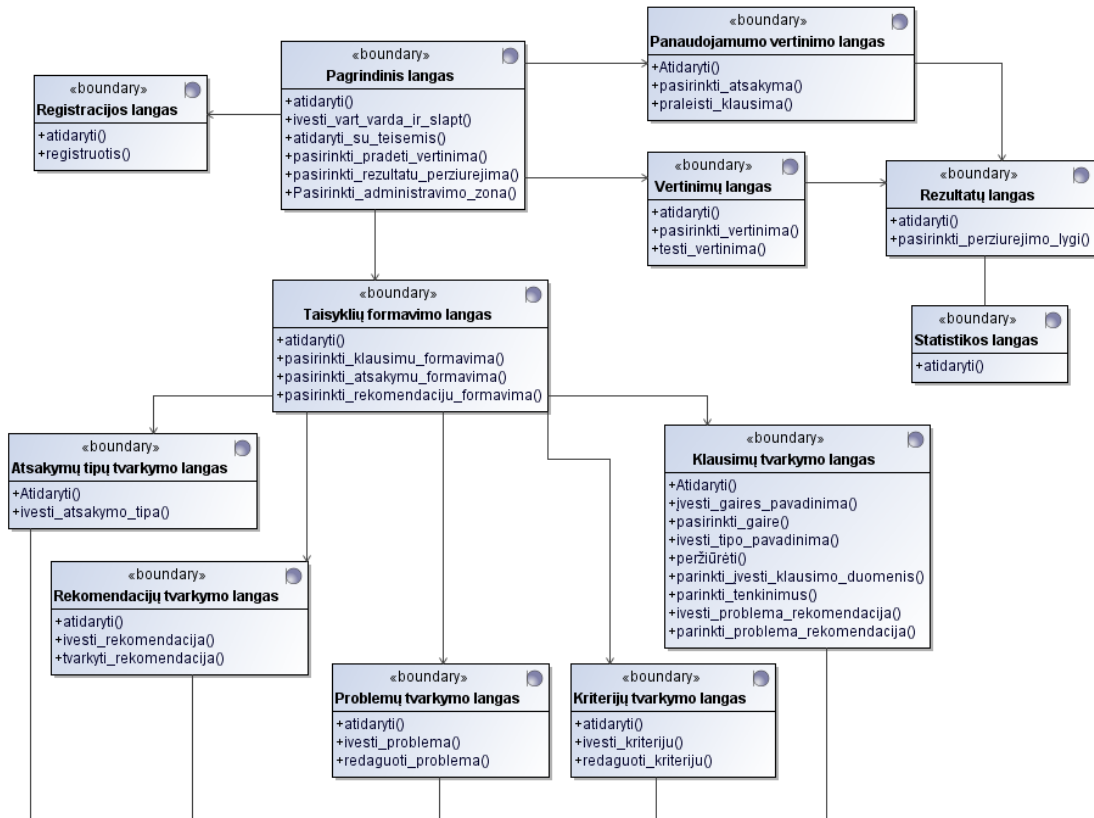 «boundary»
Pagrindinis langas
+atidaryti()
+ivesti_vart_varda_ir_slapt()
+atidaryti_su_teisemis()
+pasirinkti_pradeti_vertinima()
+pasirinkti_rezultatu_perziurejima()
+Pasirinkti_administravimo_zona()
«boundary»
Panaudojamumo vertinimo langas
+Atidaryti()
+pasirinkti_atsakyma()
+praleisti_klausima()
«boundary»
Registracijos langas
+atidaryti()
+registruotis()
«boundary»
Vertinimų langas
+atidaryti()
+pasirinkti_vertinima()
+testi_vertinima()
«boundary»
Rezultatų langas
+atidaryti()
+pasirinkti_perziurejimo_lygi()
«boundary»
Taisyklių formavimo langas
+atidaryti()
+pasirinkti_klausimu_formavima()
+pasirinkti_atsakymu_formavima()
+pasirinkti_rekomendaciju_formavima()
«boundary»
Statistikos langas
+atidaryti()
«boundary»
Atsakymų tipų tvarkymo langas
+Atidaryti()
+ivesti_atsakymo_tipa()
«boundary»
Klausimų tvarkymo langas
+Atidaryti()
+įvesti_gaires_pavadinima()
+pasirinkti_gaire()
+ivesti_tipo_pavadinima()
+peržiūrėti()
+parinkti_įvesti_klausimo_duomenis()
+parinkti_tenkinimus()
+ivesti_problema_rekomendacija()
+parinkti_problema_rekomendacija()
«boundary»
Rekomendacijų tvarkymo langas
+atidaryti()
+ivesti_rekomendacija()
+tvarkyti_rekomendacija()
«boundary»
Problemų tvarkymo langas
+atidaryti()
+ivesti_problema()
+redaguoti_problema()
«boundary»
Kriterijų tvarkymo langas
+atidaryti()
+ivesti_kriteriju()
+redaguoti_kriteriju()